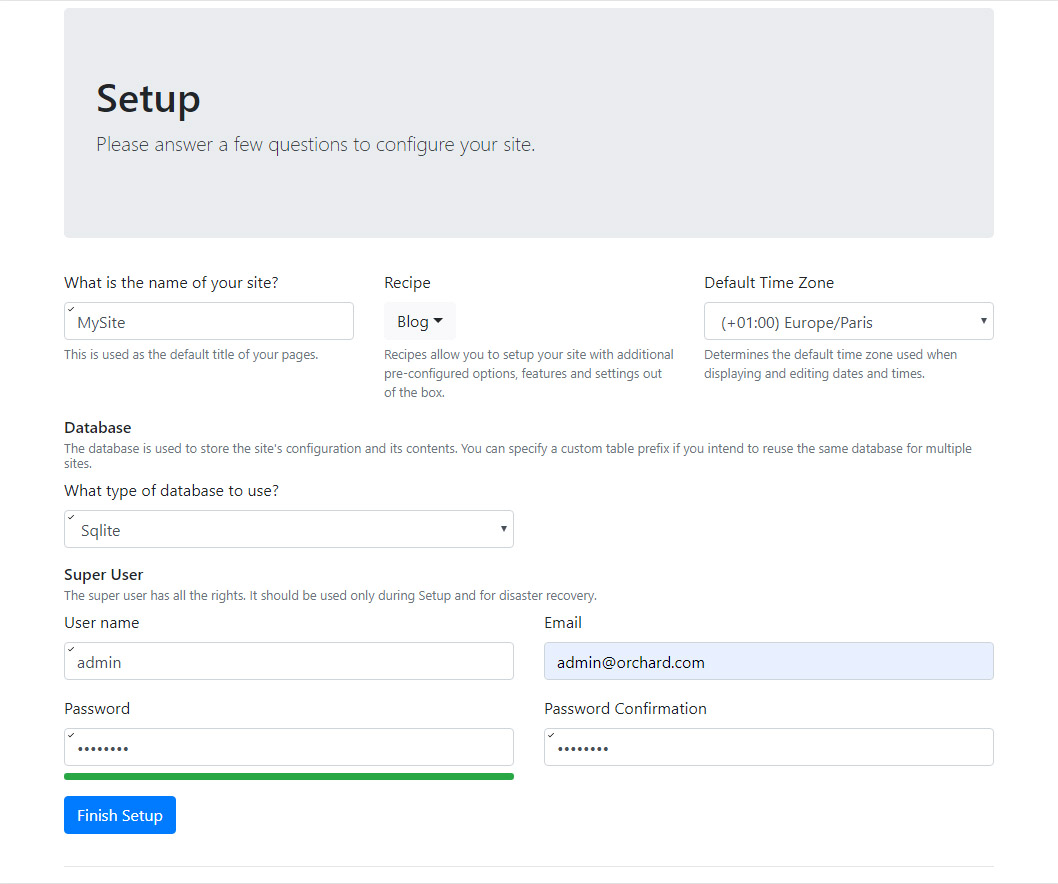 Setup
Please answer a few questions to configure your site.
What is the name of your site?
MySite
This is used as the default title of your pages.
Recipe
Blog
Recipes allow you to setup your site with additional
pre-configured options, features and settings out
of the box.
Default Time Zone
(+01:00) Europe/Paris
Determines the default time zone used when
displaying and editing dates and times.
Database
The database is used to store the site's configuration and its contents. You can specify a custom table prefix if you intend to reuse the same database for multiple
sites.
What type of database to use?
Sqlite
Super User
The super user has all the rights. It should be used only during Setup and for disaster recovery.
User name
admin
Email
admin@orchard.com
Password
••••••••
Password Confirmation
••••••••
Finish Setup